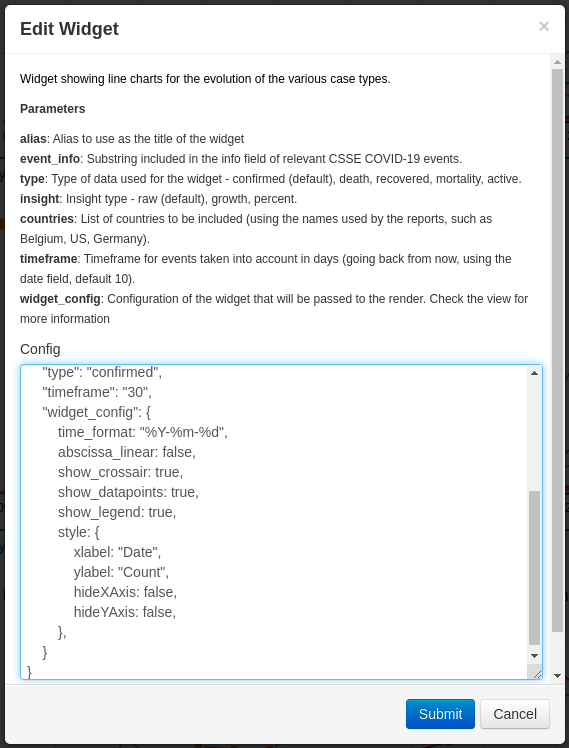 Edit Widget
×
Widget showing line charts for the evolution of the various case types.
Parameters
alias: Alias to use as the title of the widget
event_info: Substring included in the info field of relevant CSSE COVID-19 events.
type: Type of data used for the widget - confirmed (default), death, recovered, mortality, active.
insight: Insight type - raw (default), growth, percent.
countries: List of countries to be included (using the names used by the reports, such as
Belgium, US, Germany).
timeframe: Timeframe for events taken into account in days (going back from now, using the
date field, default 10).
widget_config: Configuration of the widget that will be passed to the render. Check the view for
more information
Config
"type": "confirmed",
"timeframe": "30",
"widget_config": {
time_format: "%Y-%m-%d",
abscissa_linear: false,
show_crossair: true,
show_datapoints: true,
show_legend: true,
style: {
xlabel: "Date",
ylabel: "Count",
hideXAxis: false,
hideYAxis: false,
},
}
}
Submit
Cancel